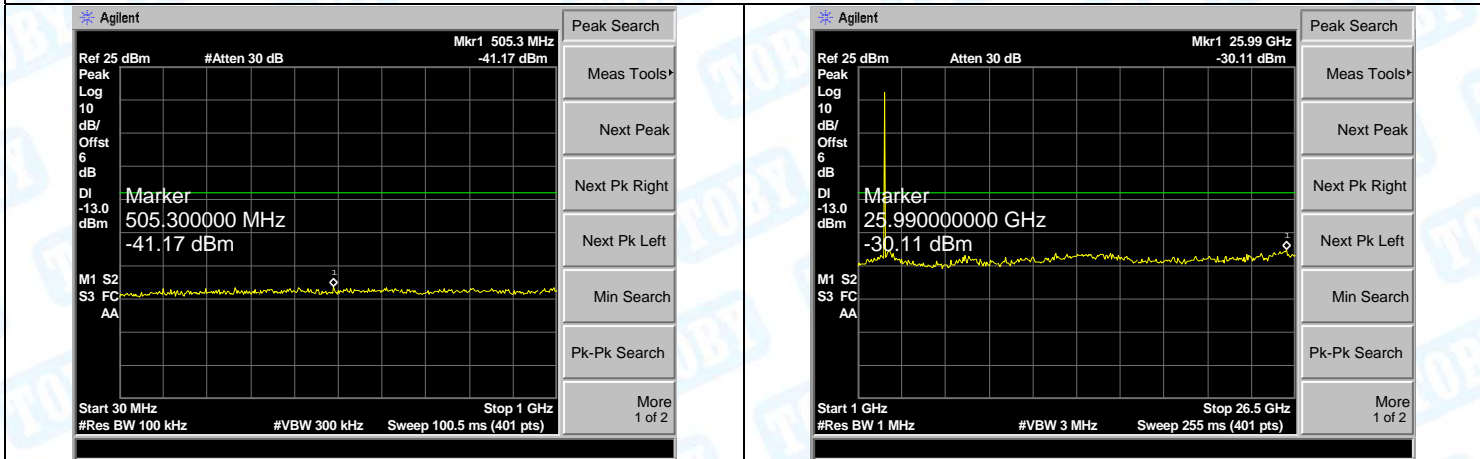 Agilent
Peak Search
Mkr1 505.3 MHz
Ref 25 dBm #Atten 30 dB -41.17 dBm
Peak
Log
10
dB/
Offst
6
dB
DI
-13.0
dBm
Marker
505.300000 MHz
-41.17 dBm
1
M1 S2
S3 FC
AA
Start 30 MHz Stop 1 GHz
#Res BW 100 kHz #VBW 300 kHz Sweep 100.5 ms (401 pts)
Meas Tools
Next Peak
Next Pk Right
Next Pk Left
Min Search
Pk-Pk Search
More
1 of 2
Agilent
Peak Search
Mkr1 25.99 GHz
Ref 25 dBm Atten 30 dB -30.11 dBm
Peak
Log
10
dB/
Offst
6
dB
DI
-13.0
dBm
Marker
25.990000000 GHz
-30.11 dBm
1
M1 S2
S3 FC
AA
Start 1 GHz Stop 26.5 GHz
#Res BW 1 MHz #VBW 3 MHz Sweep 255 ms (401 pts)
Meas Tools
Next Peak
Next Pk Right
Next Pk Left
Min Search
Pk-Pk Search
More
1 of 2
TOBY